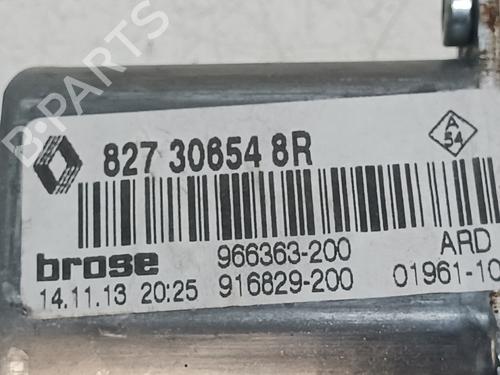 B-PARTS
827 30654 8R
A
54
brose
966363-200
ARD
14.11.13 20:25
916829-200
01961-10